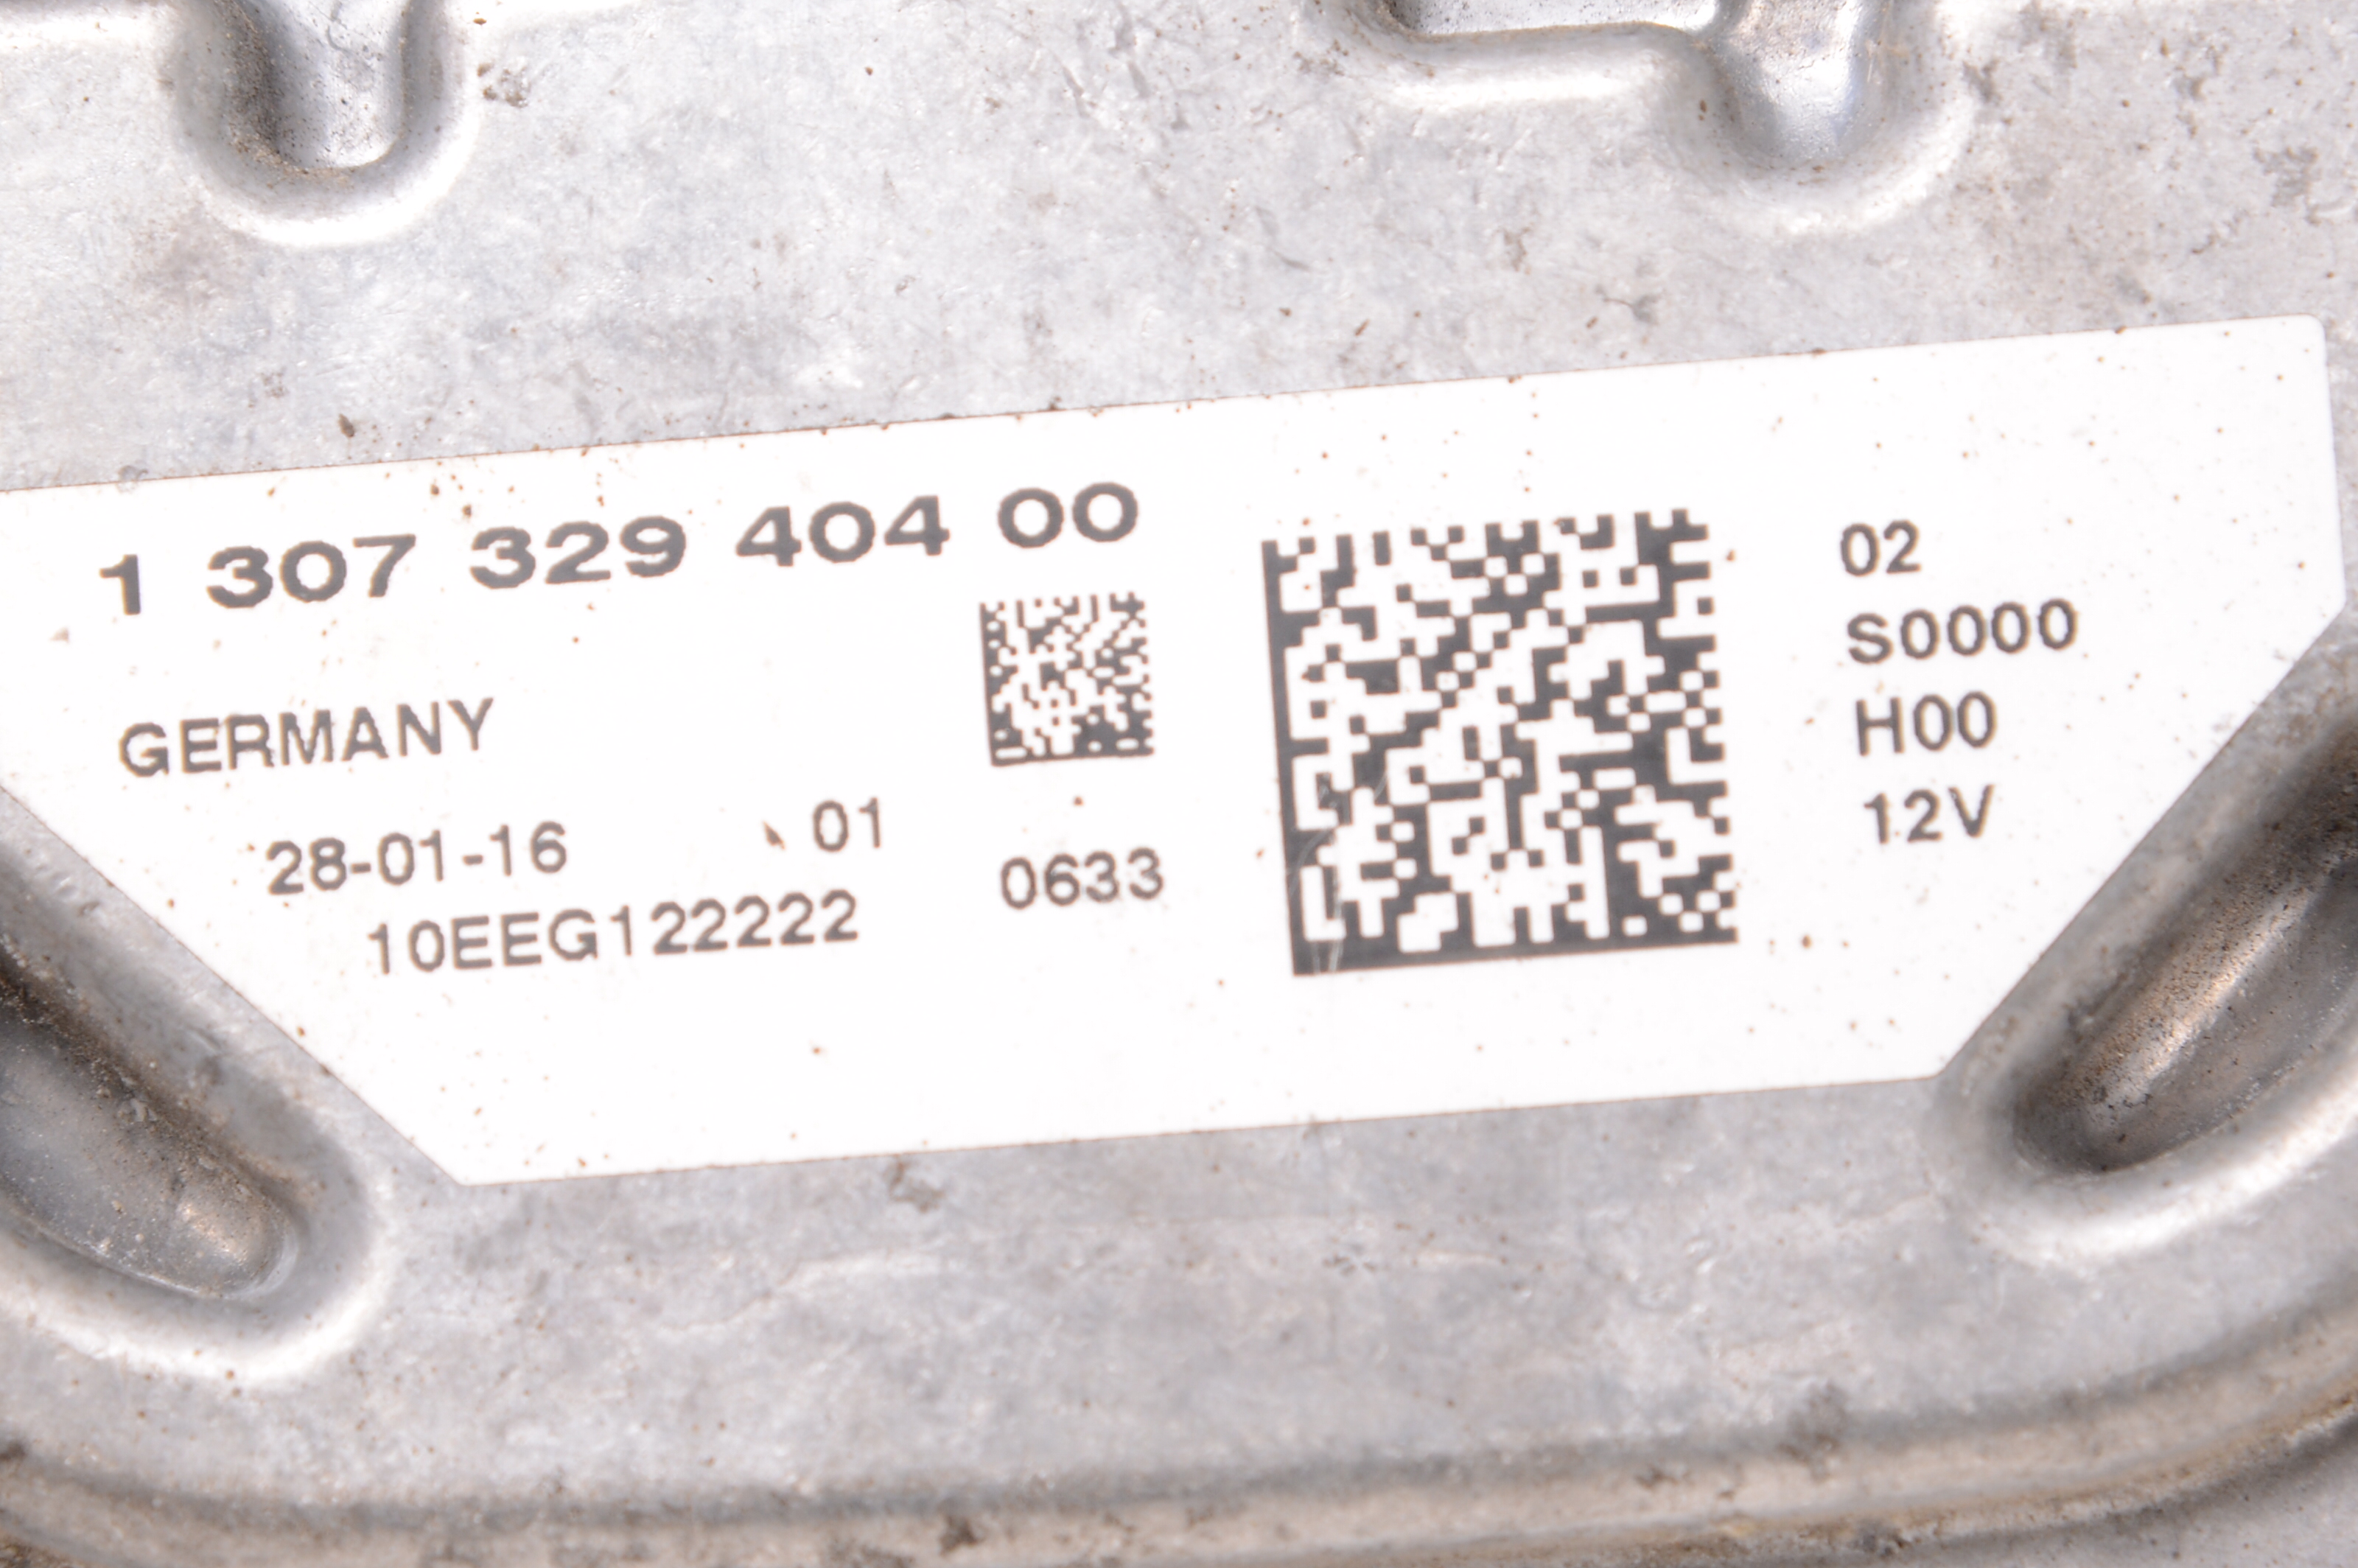 1 307 329 404 00
GERMANY
28-01-16 01
10EEG122222 0633
02
S0000
H00
12V